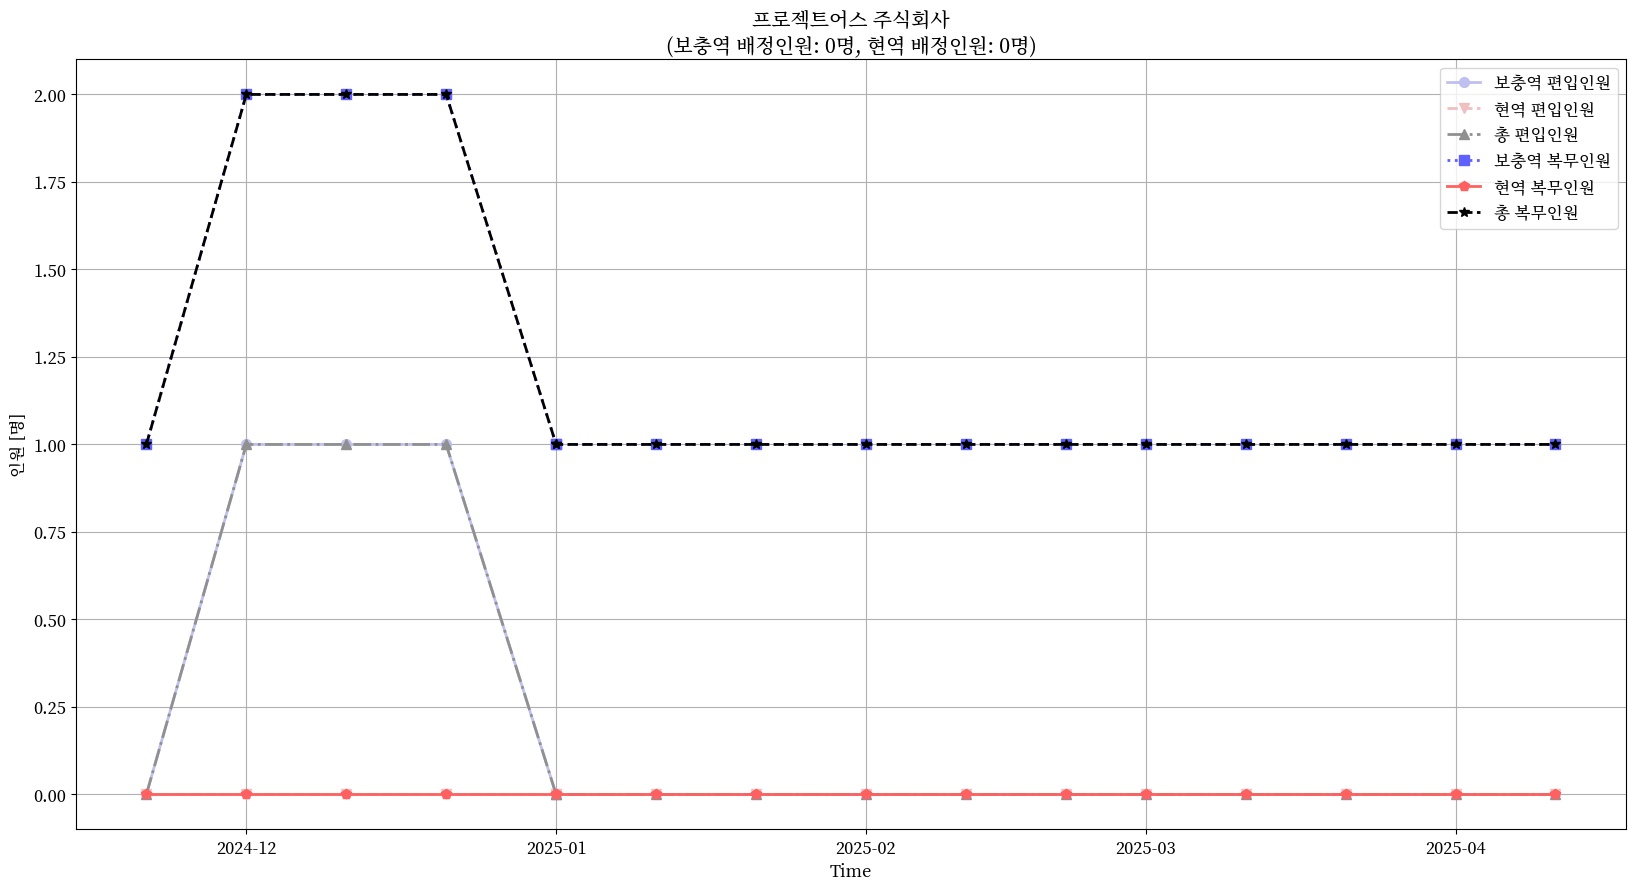 프로젝트어스 주식회사
(보충역 배정인원: 0명, 현역 배정인원: 0명)
보충역 편입인원
현역 편입인원
총 편입인원
보충역 복무인원
현역 복무인원
총 복무인원
인원 [명]
2.00
1.75
1.50
1.25
1.00
0.75
0.50
0.25
0.00
2024-12
2025-01
2025-02
2025-03
2025-04
Time